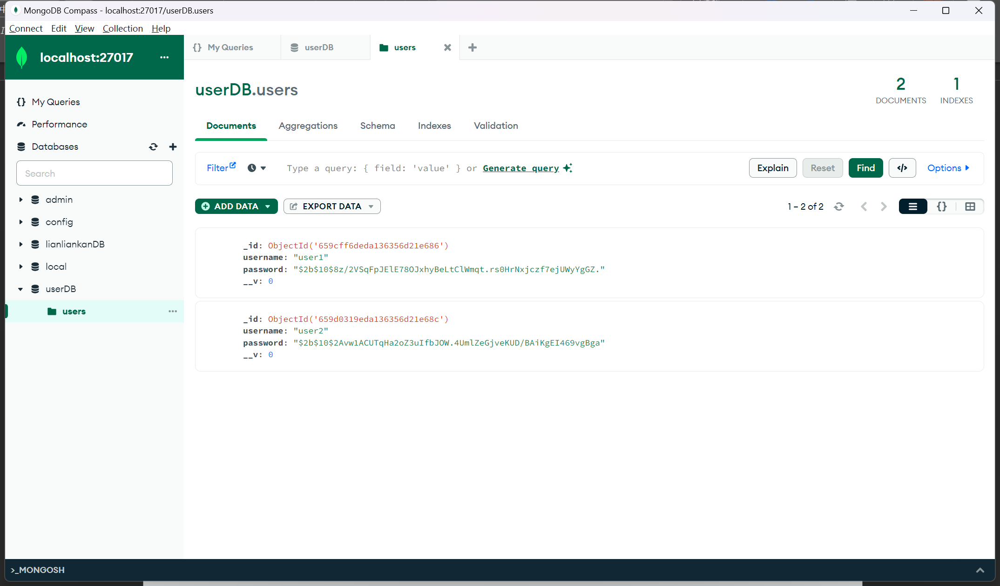 MongoDB Compass - localhost:27017/userDB.users
Connect Edit View Collection Help
localhost:27017
My Queries
userDB
users
userDB.users
2
DOCUMENTS
1
INDEXES
My Queries
Performance
Databases
Search
admin
config
lianliankanDB
local
userDB
users
Documents Aggregations Schema Indexes Validation
Filter
Type a query: { field: 'value' } or Generate query
Explain
Reset
Find
</>
Options
ADD DATA
EXPORT DATA
1 – 2 of 2
{}
_id: ObjectId('659cff6deda136356d21e686')
username: "user1"
password: "$2b$10$8z/2VSqFpJElE78OJxhyBeLtClWmqt.rs0HrNxjczf7ejUWyYgGZ."
__v: 0
_id: ObjectId('659d0319eda136356d21e68c')
username: "user2"
password: "$2b$10$2Avw1ACUTqHa2oZ3uIfbJOW.4UmlZeGjveKUD/BAiKgEI469vgBga"
__v: 0
>_MONGOSH